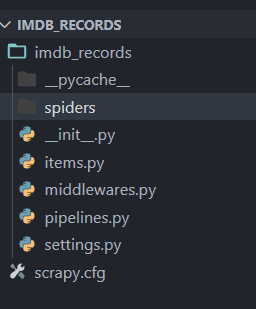 IMDB_RECORDS
imdb_records
__pycache__
spiders
__init__.py
items.py
middlewares.py
pipelines.py
settings.py
scrapy.cfg